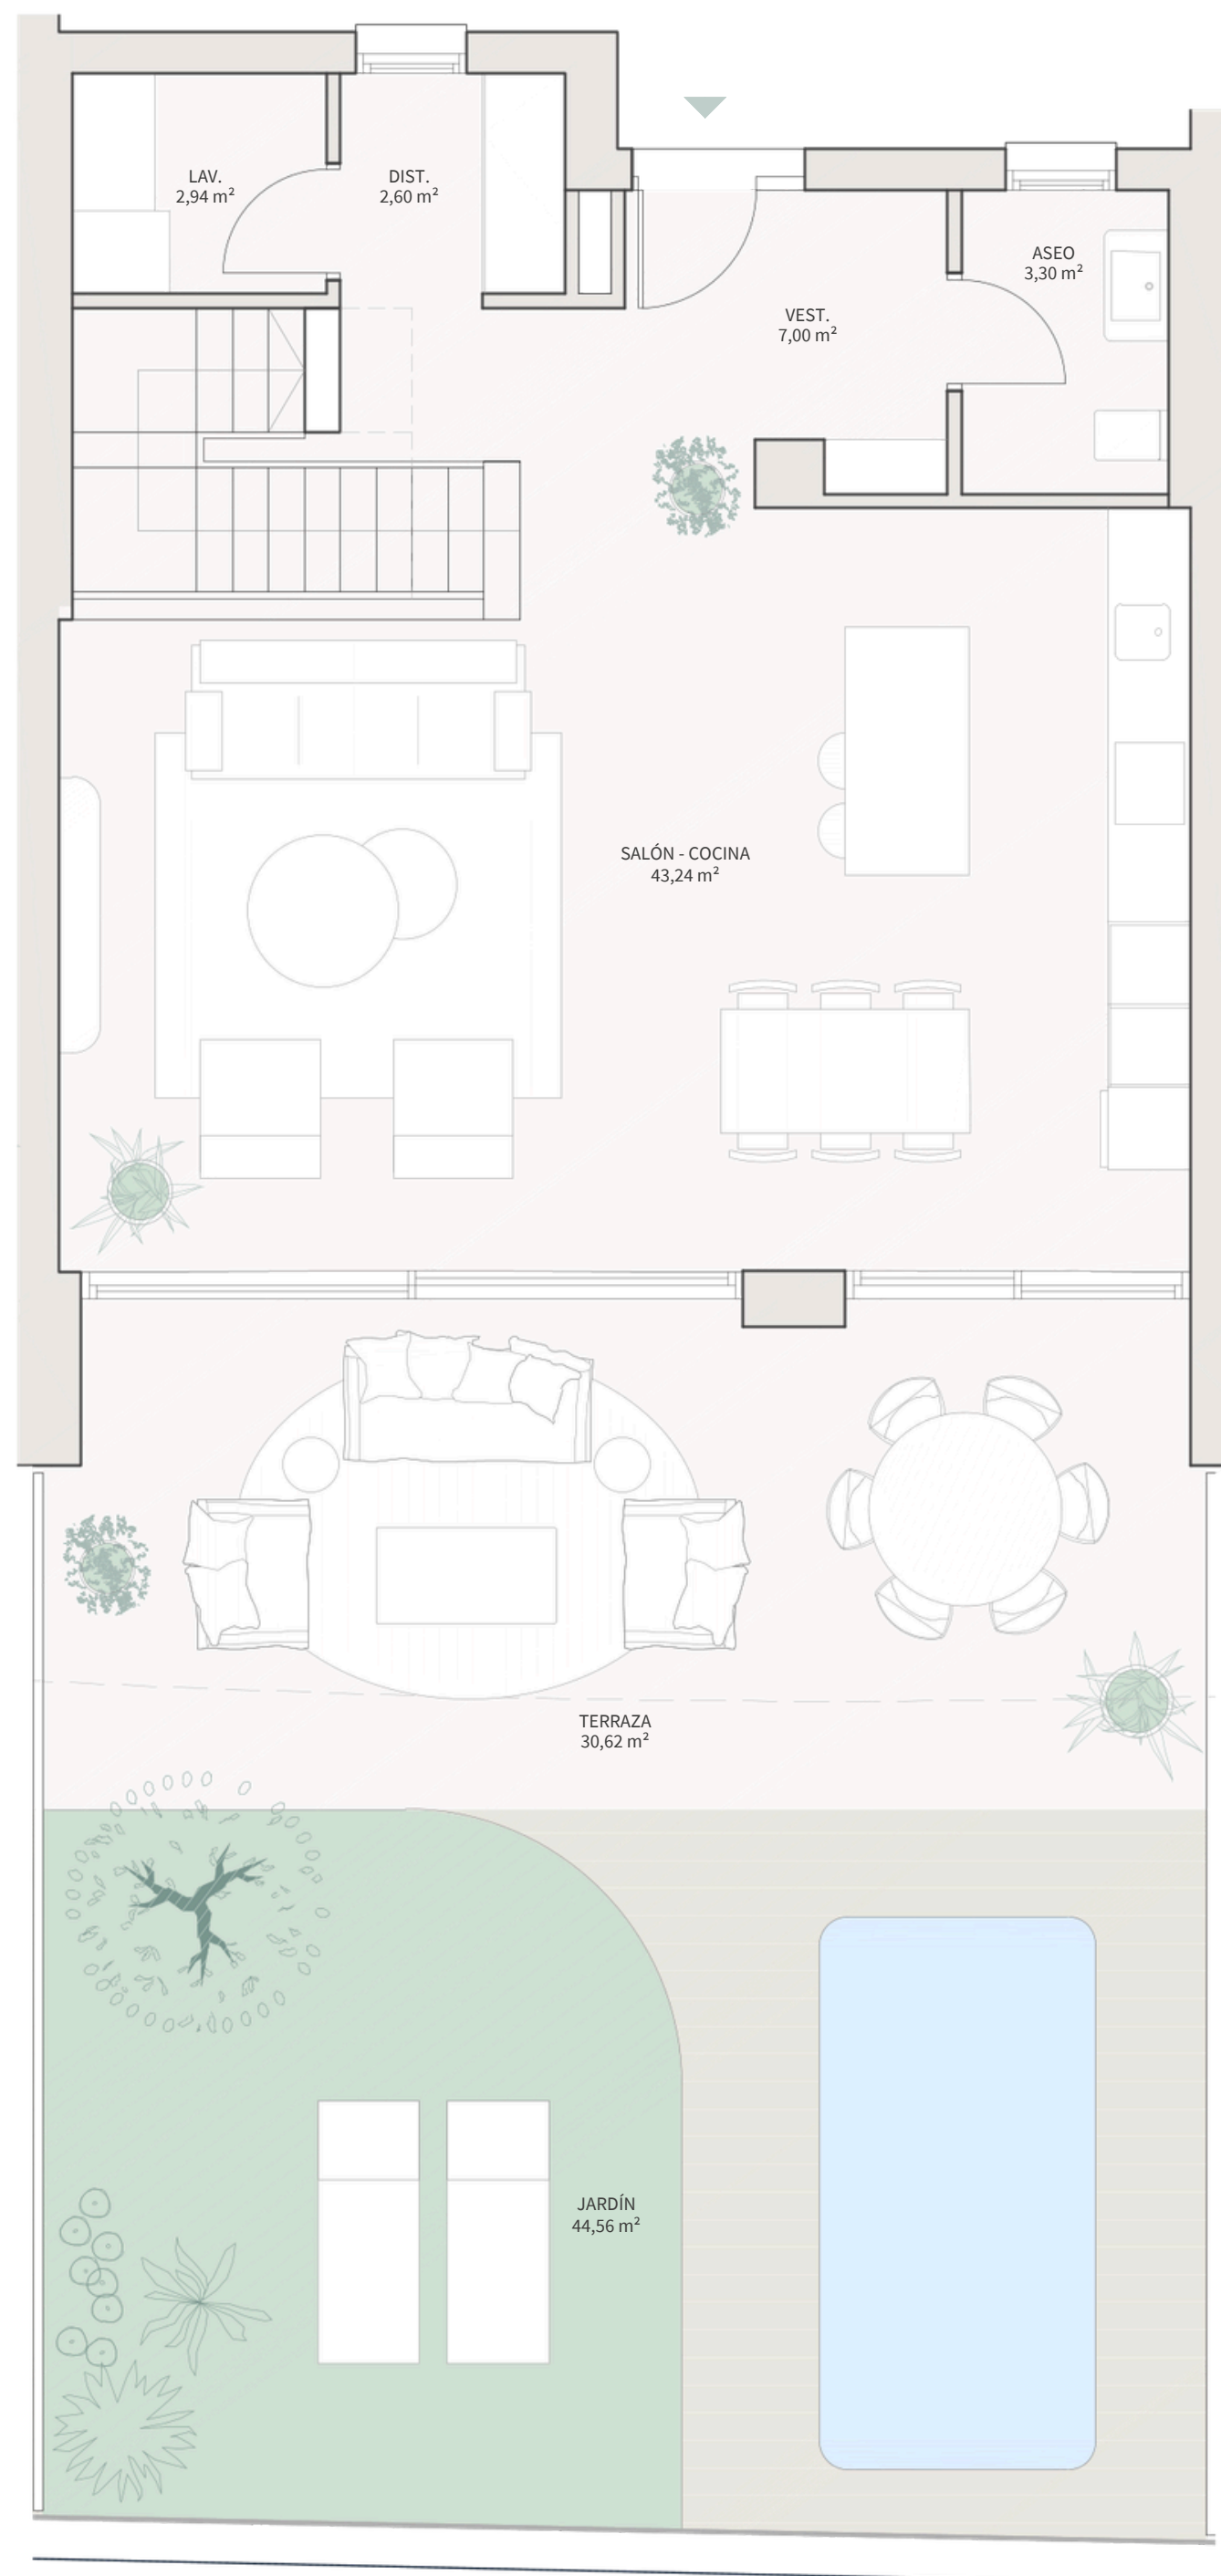 LAV.
2,94 m²
DIST.
2,60 m²
ASEO
3,30 m²
VEST.
7,00 m²
SALÓN - COCINA
43,24 m²
TERRAZA
30,62 m²
JARDÍN
44,56 m²